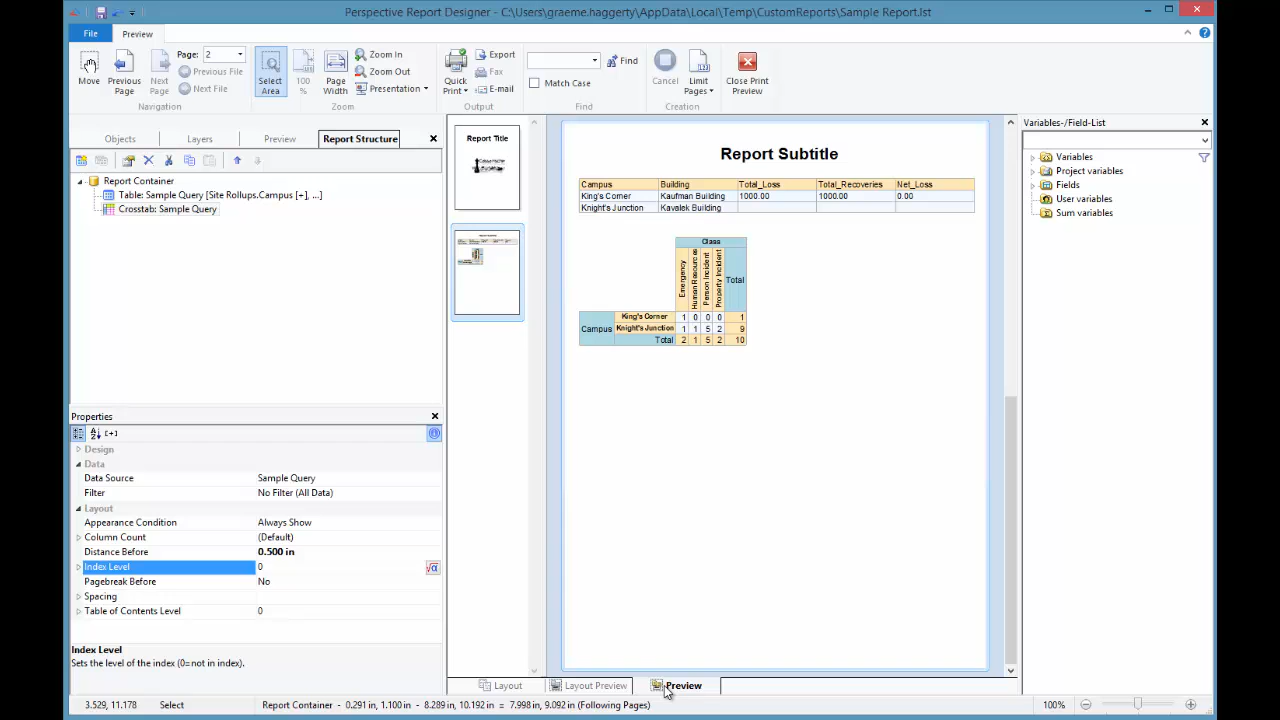 Perspective Report Designer - C:\Users\graeme.haggerty\AppData\Local\Temp\CustomReports\Sample Report.lst
File
Preview
Move
Previous Page
Next Page
Page: 2
Previous File
Next File
Navigation
Select Area
100 %
Page Width
Zoom In
Zoom Out
Presentation
Zoom
Quick Print
Export
Fax
E-mail
Output
Find
Match Case
Find
Cancel
Limit Pages
Creation
Close Print Preview
Objects
Layers
Preview
Report Structure
Report Container
Table: Sample Query [Site Rollups.Campus [+], ...]
Crosstab: Sample Query
Properties
Design
Data
Data Source Sample Query
Filter No Filter (All Data)
Layout
Appearance Condition Always Show
Column Count (Default)
Distance Before 0.500 in
Index Level 0
Pagebreak Before No
Spacing
Table of Contents Level 0
Index Level
Sets the level of the index (0=not in index).
Report Title
Report Subtitle
Campus Building Total_Loss Total_Recoveries Net_Loss
King's Corner Kaufman Building 1000.00 1000.00 0.00
Knight's Junction Kavalek Building
Class
Emergency Human Resources Person Incident Property Incident Total
Campus
King's Corner 1 0 0 0 1
Knight's Junction 1 1 5 2 9
Total 2 1 5 2 10
Layout
Layout Preview
Preview
Variables-/Field-List
Variables
Project variables
Fields
User variables
Sum variables
3.529, 11.178 Select Report Container - 0.291 in, 1.100 in - 8.289 in, 10.192 in = 7.998 in, 9.092 in (Following Pages) 100%